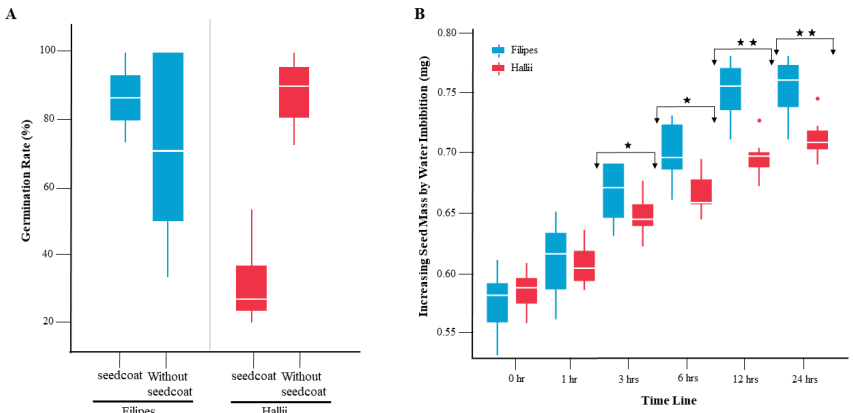 A
Germination Rate (%)
100
80
60
40
20
seedcoat
Without
seedcoat
seedcoat
Without
seedcoat
Filipes
Hallii
B
Increasing Seed Mass by Water Imbibition (mg)
0.80
0.75
0.70
0.65
0.60
0.55
Filipes
Hallii
★
★
★ ★
★ ★
0 hr
1 hr
3 hrs
6 hrs
12 hrs
24 hrs
Time Line